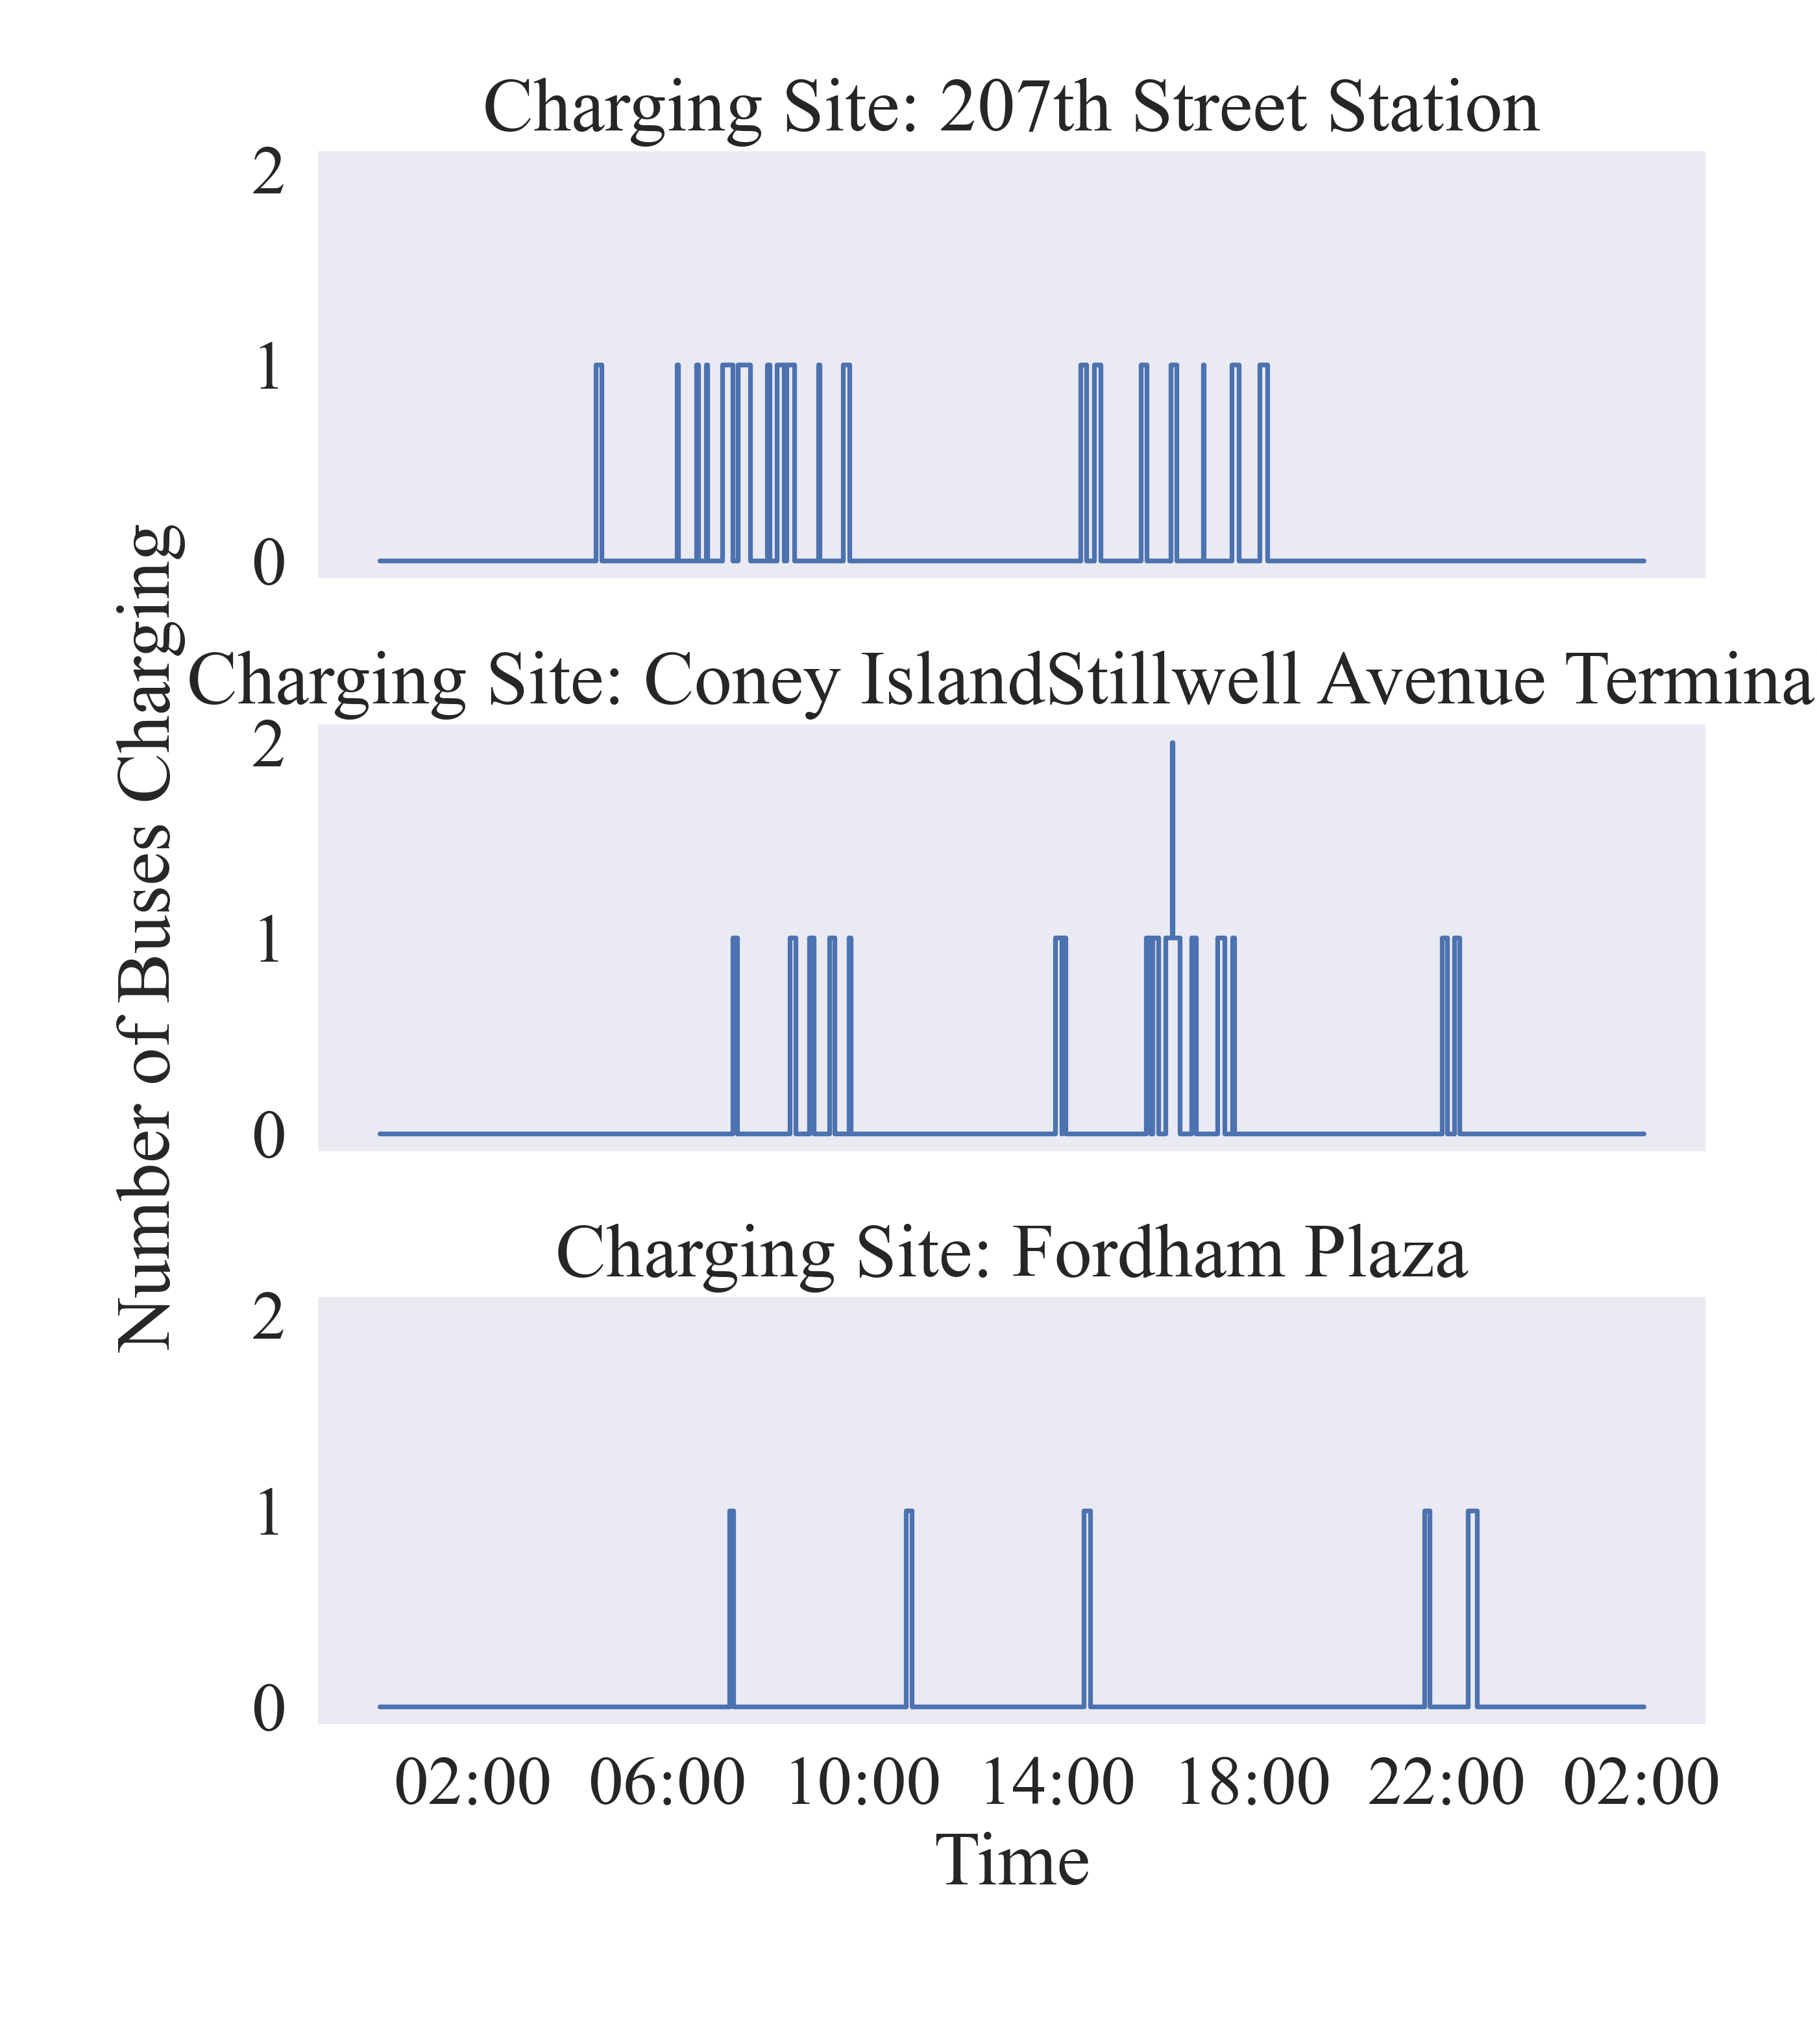 Charging Site: 207th Street Station
2
1
0
Number of Buses Charging
Charging Site: Coney IslandStillwell Avenue Termina
2
1
0
Charging Site: Fordham Plaza
2
1
0
02:00 06:00 10:00 14:00 18:00 22:00 02:00
Time